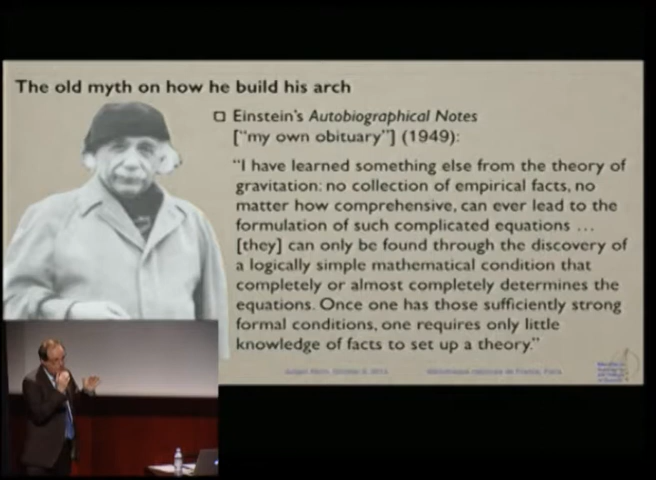 The old myth on how he build his arch
Einstein's Autobiographical Notes
["my own obituary"] (1949):
"I have learned something else from the theory of
gravitation: no collection of empirical facts, no
matter how comprehensive, can ever lead to the
formulation of such complicated equations ...
[they] can only be found through the discovery of
a logically simple mathematical condition that
completely or almost completely determines the
equations. Once one has those sufficiently strong
formal conditions, one requires only little
knowledge of facts to set up a theory."